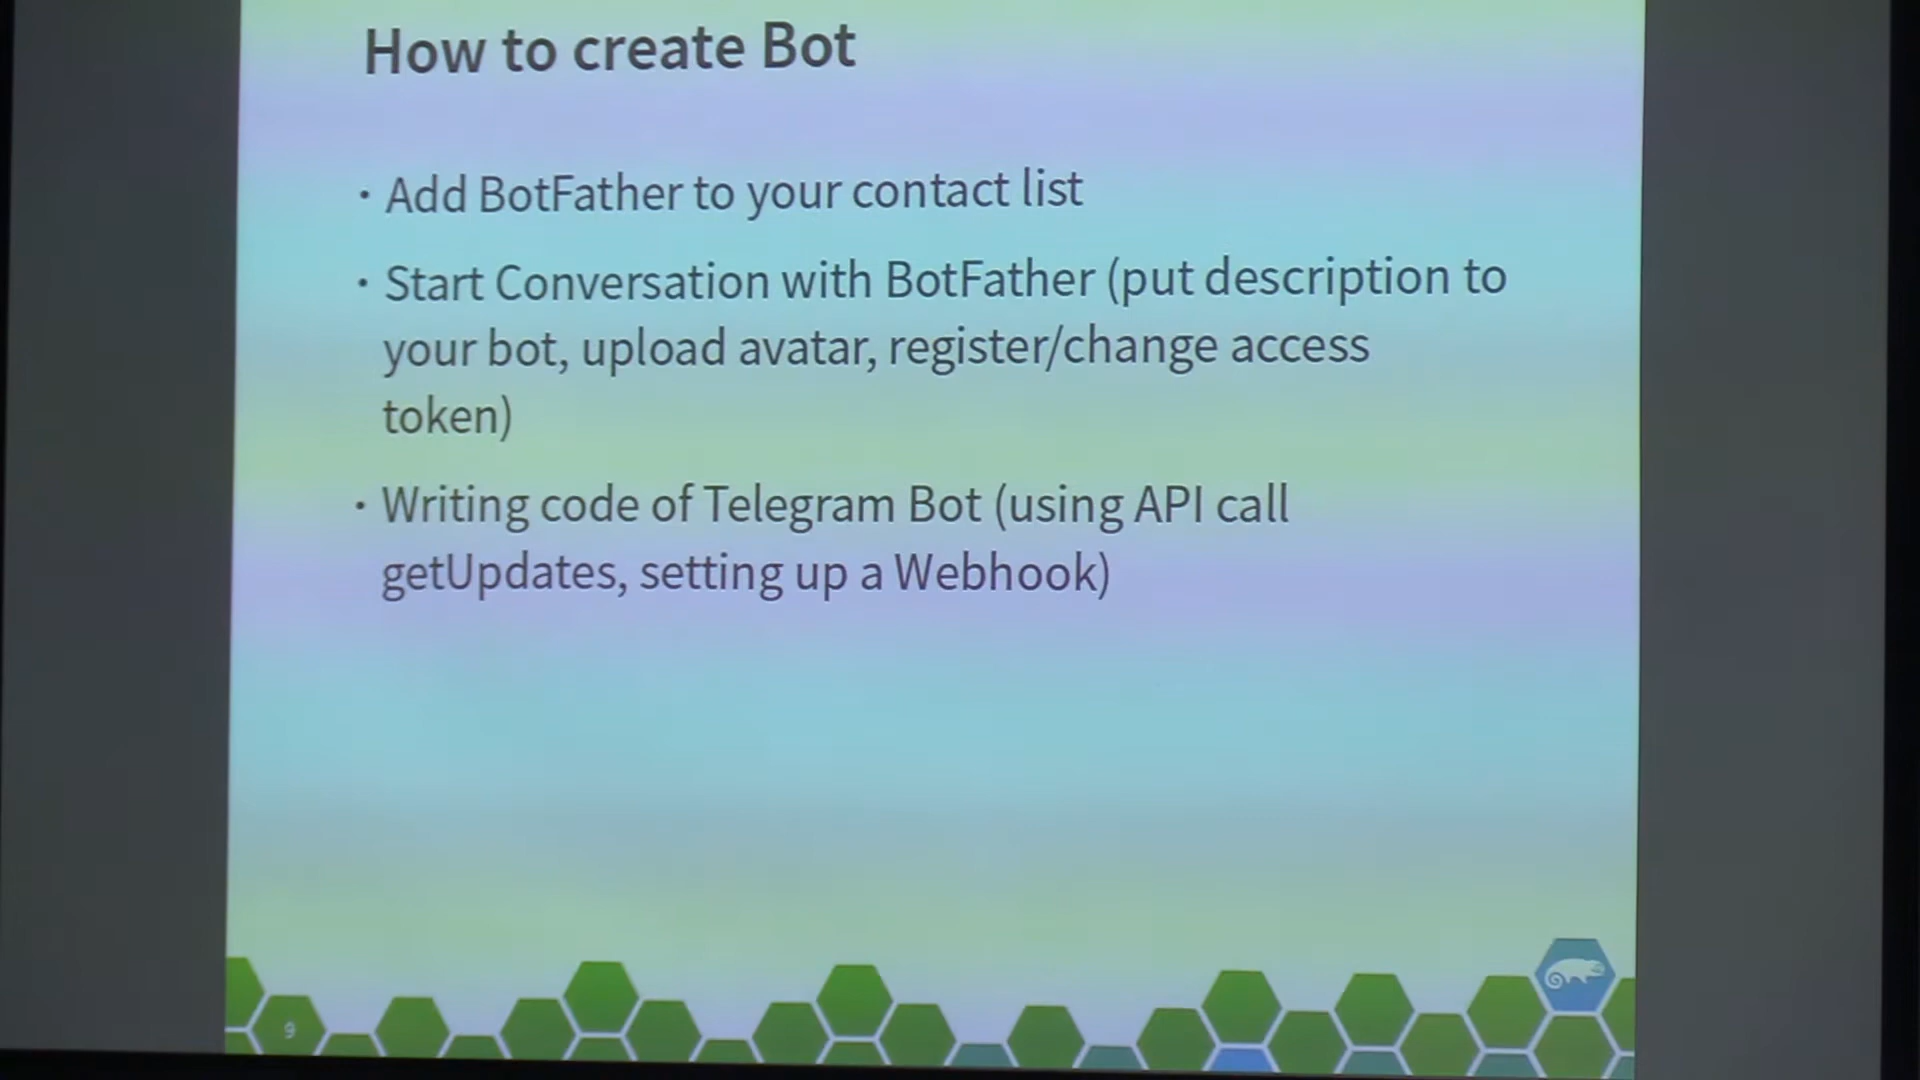 How to create Bot
· Add BotFather to your contact list
· Start Conversation with BotFather (put description to
your bot, upload avatar, register/change access
token)
· Writing code of Telegram Bot (using API call
getUpdates, setting up a Webhook)
9